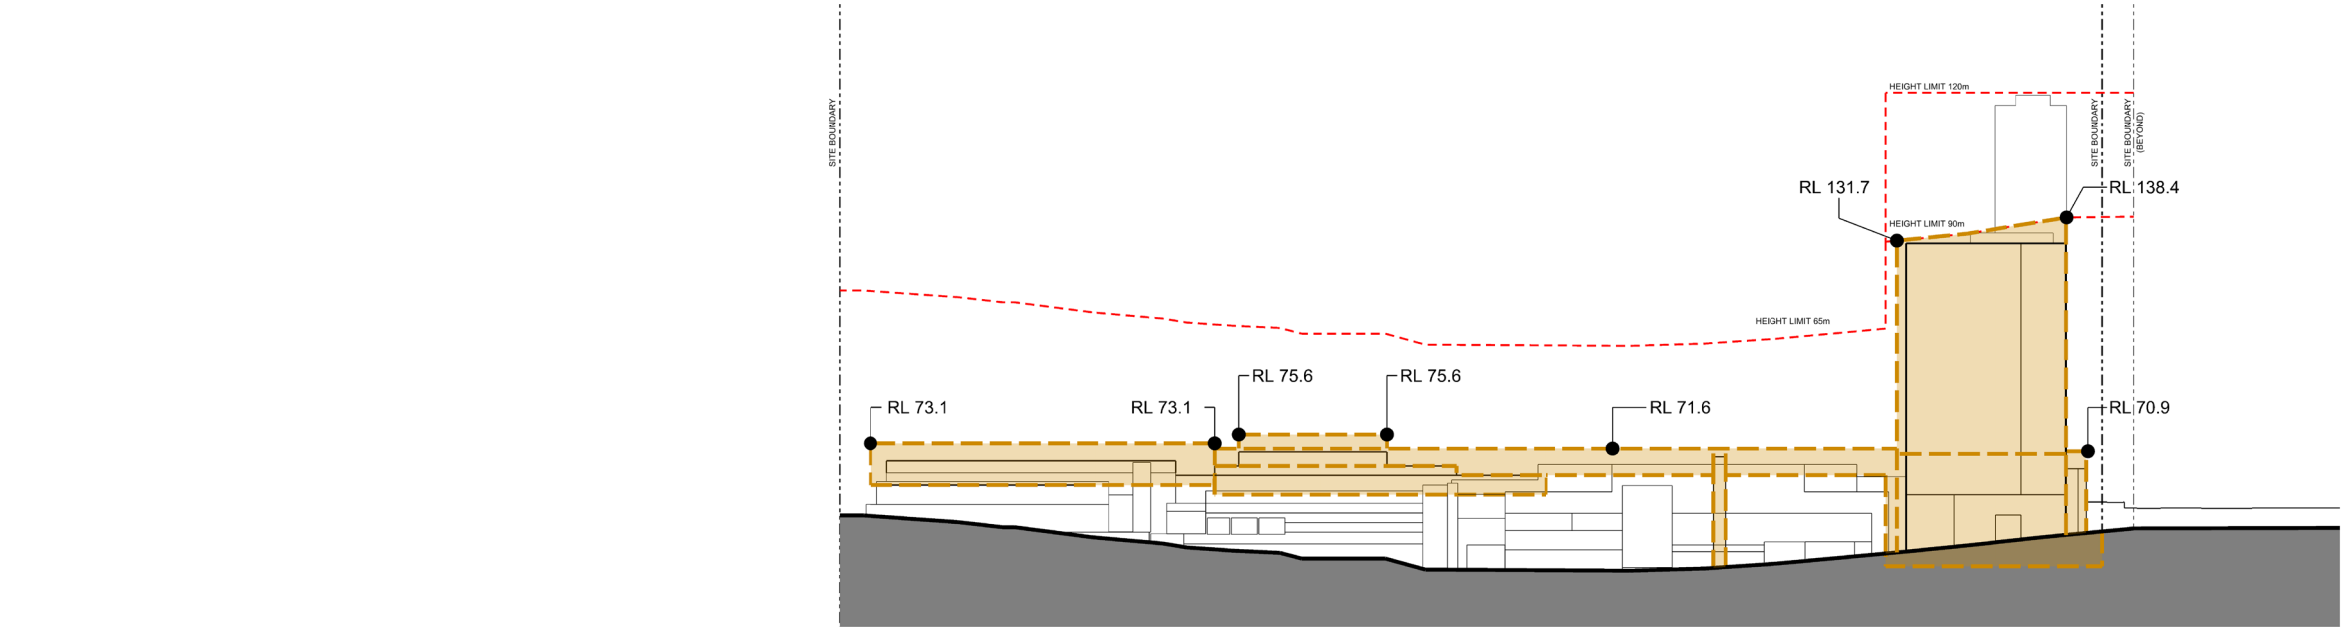 HEIGHT LIMIT 120m
SITE BOUNDARY
SITE BOUNDARY
SITE BOUNDARY
(BEYOND)
RL 131.7
RL 138.4
HEIGHT LIMIT 90m
HEIGHT LIMIT 65m
RL 75.6
RL 75.6
RL 73.1
RL 73.1
RL 71.6
RL 70.9